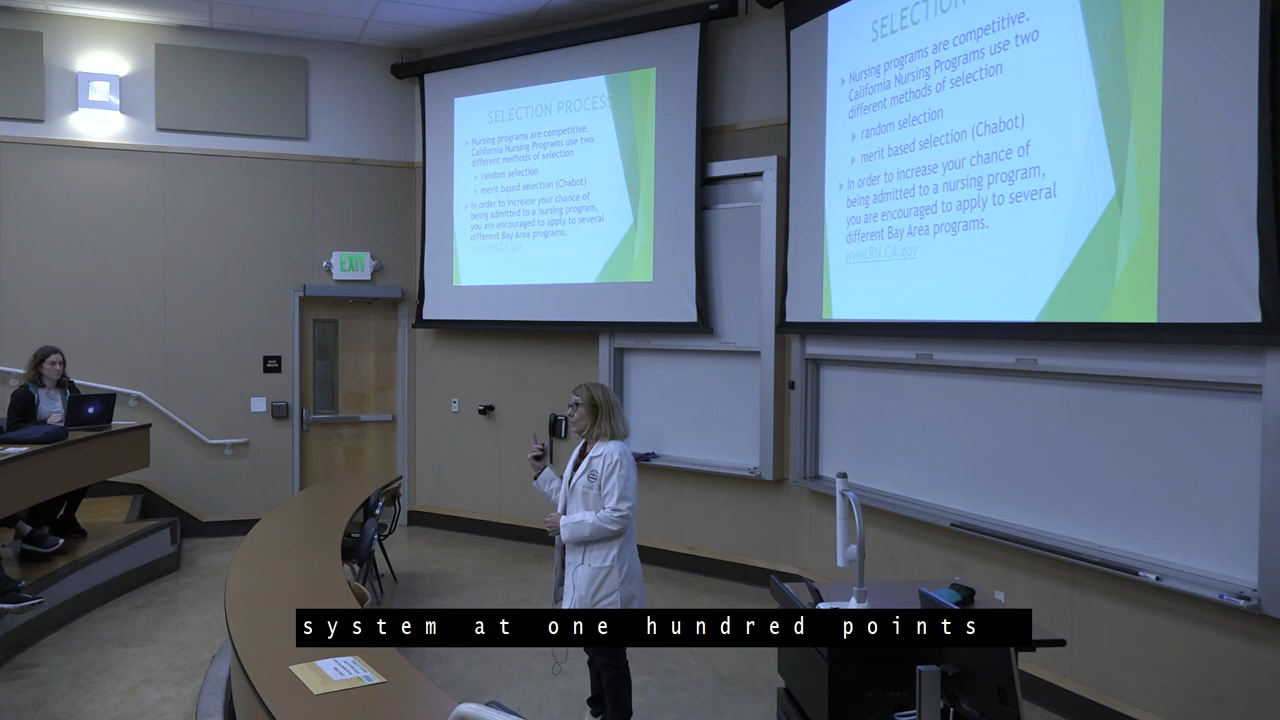 SELECTION PROCESS
Nursing programs are competitive.
California Nursing Programs use two
different methods of selection
random selection
merit based selection (Chabot)
In order to increase your chance of
being admitted to a nursing program,
you are encouraged to apply to several
different Bay Area programs.
www.RN.CA.gov
SELECTION
Nursing programs are competitive.
California Nursing Programs use two
different methods of selection
random selection
merit based selection (Chabot)
In order to increase your chance of
being admitted to a nursing program,
you are encouraged to apply to several
different Bay Area programs.
www.RN.CA.gov
EXIT
system at one hundred points